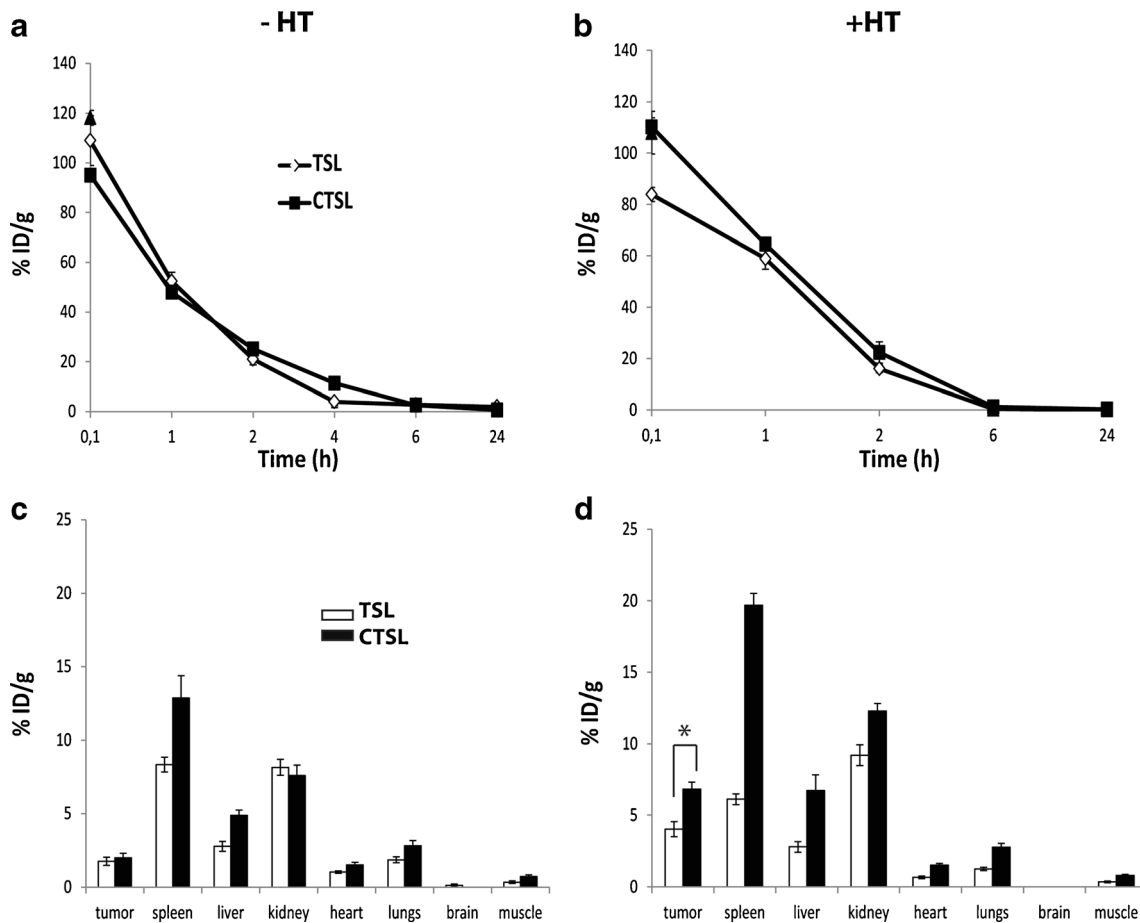 a
- HT
140
120
100
80
60
40
20
0
% ID/g
TSL
CTSL
0,1 1 2 4 6 24
Time (h)
b
+HT
140
120
100
80
60
40
20
0
% ID/g
0,1 1 2 6 24
Time (h)
c
25
20
15
10
5
0
% ID/g
TSL
CTSL
tumor spleen liver kidney heart lungs brain muscle
d
25
20
15
10
5
0
% ID/g
*
tumor spleen liver kidney heart lungs brain muscle